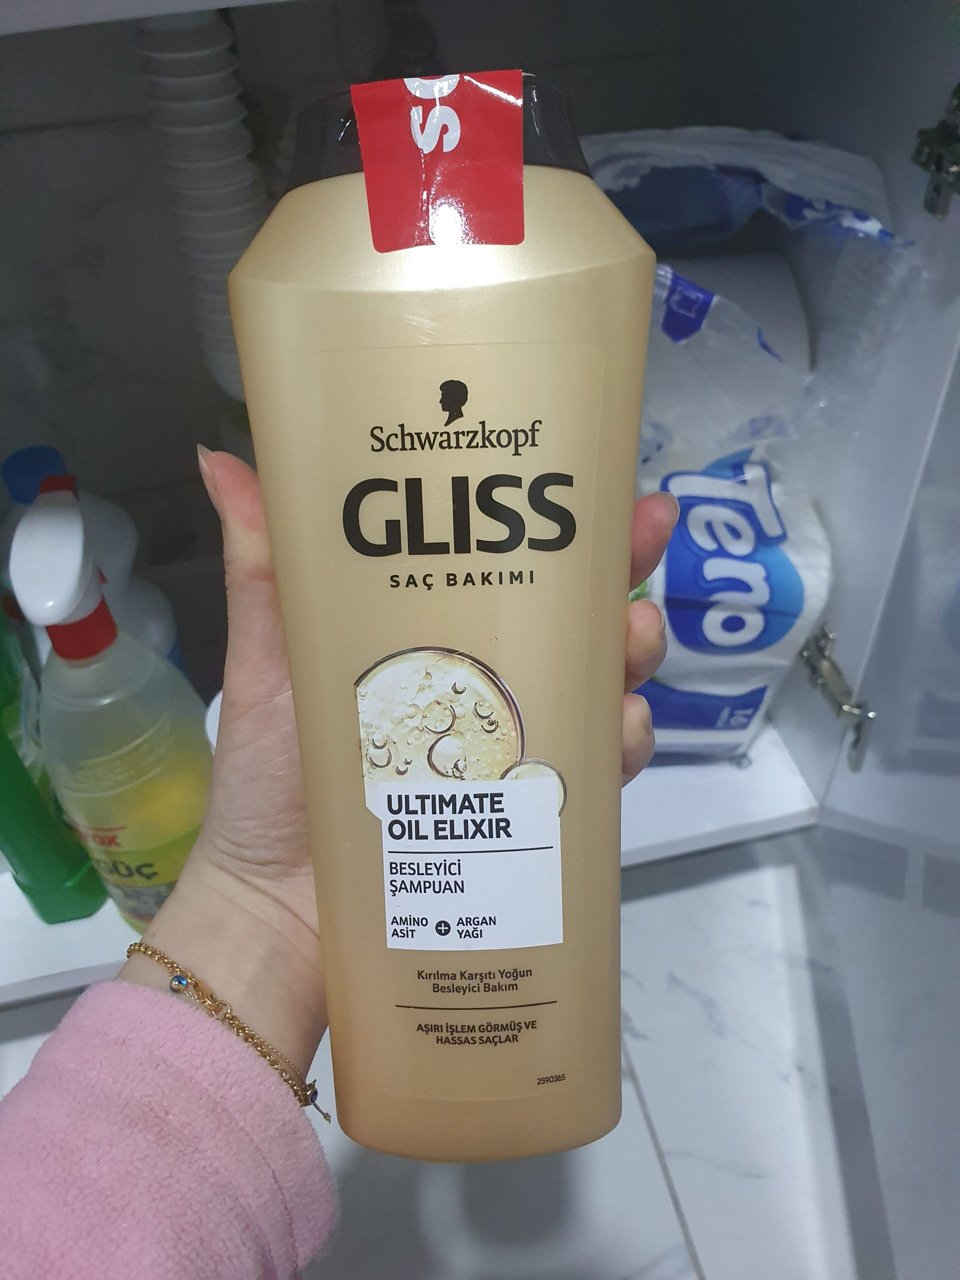 Schwarzkopf
GLISS
SAÇ BAKIMI
ULTIMATE
OIL ELIXIR
BESLEYİCİ
ŞAMPUAN
AMİNO
ASİT
+
ARGAN
YAĞI
Kırılma Karşıtı Yoğun
Besleyici Bakım
AŞIRI İŞLEM GÖRMÜŞ VE
HASSAS SAÇLAR
2590365
Teno